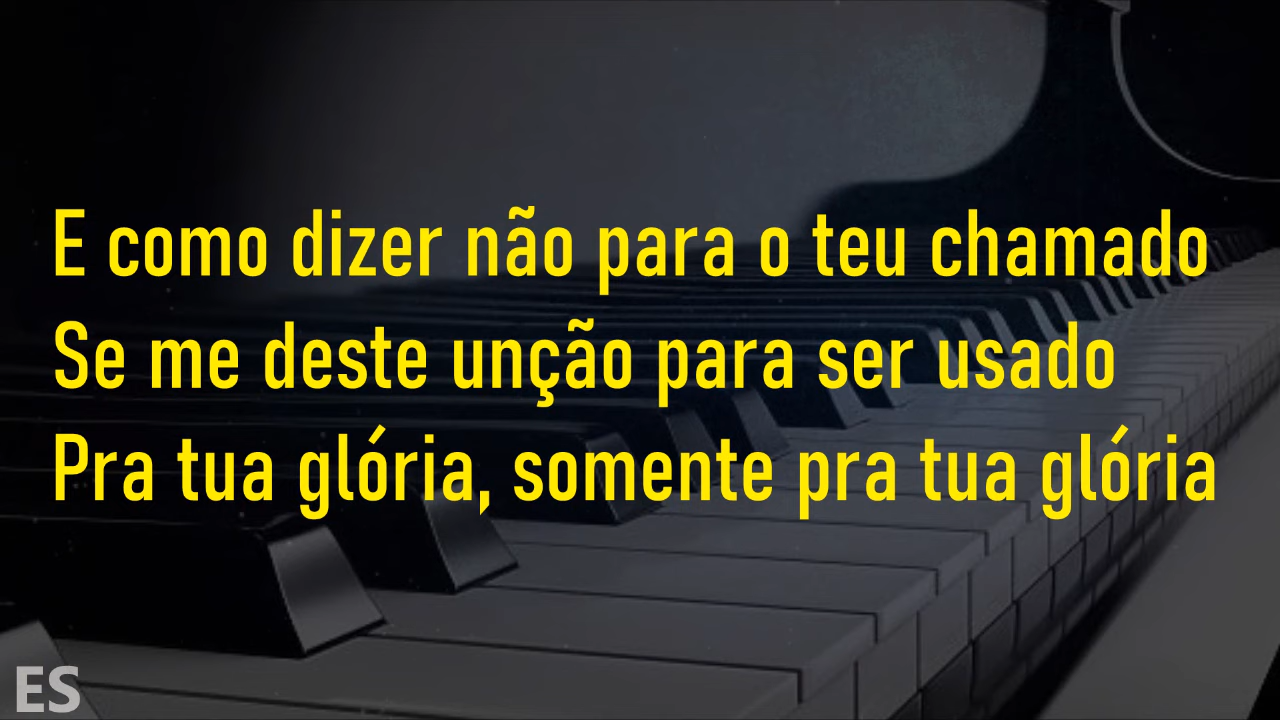 E como dizer não para o teu chamado
Se me deste unção para ser usado
Pra tua glória, somente pra tua glória
ES